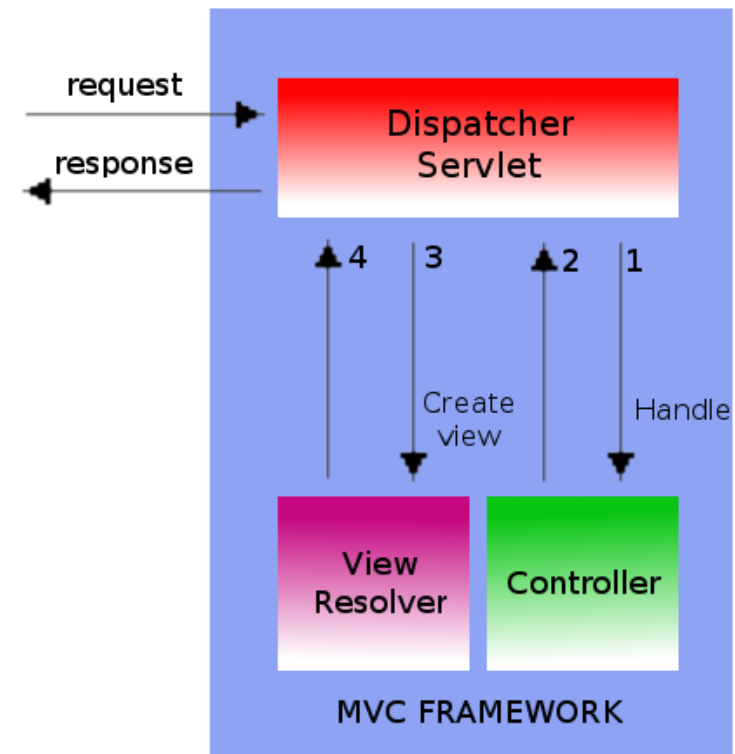 request
Dispatcher
Servlet
response
4
3
2
1
Create
view
Handle
View
Resolver
Controller
MVC FRAMEWORK